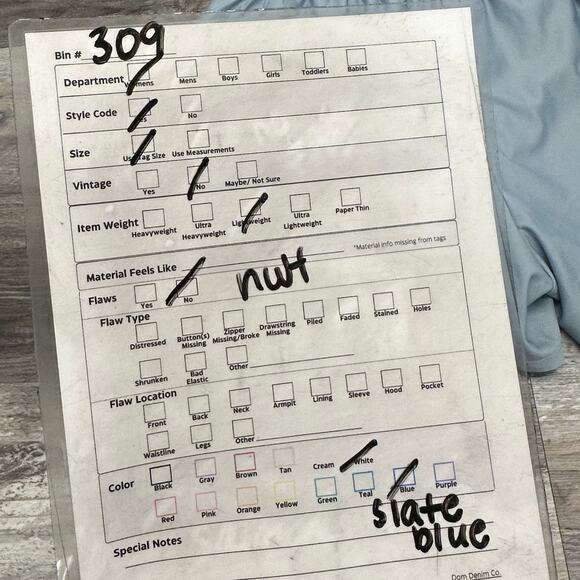 Bin # 309
Department Womens Mens Boys Girls Toddlers Babies
Style Code Yes No
Size Use Tag Size Use Measurements
Vintage Yes No Maybe/ Not Sure
Item Weight Heavyweight Ultra Heavyweight Lightweight Ultra Lightweight Paper Thin
Material Feels Like *Material info missing from tags
Flaws Yes No nwt
Flaw Type
Distressed Button(s) Missing Zipper Missing/Broke Drawstring Missing Piled Faded Stained Holes
Shrunken Bad Elastic Other
Flaw Location
Front Back Neck Armpit Lining Sleeve Hood Pocket
Waistline Legs Other
Color Black Gray Brown Tan Cream White
Red Pink Orange Yellow Green Teal Blue Purple
slate
blue
Special Notes
Dom Denim Co.